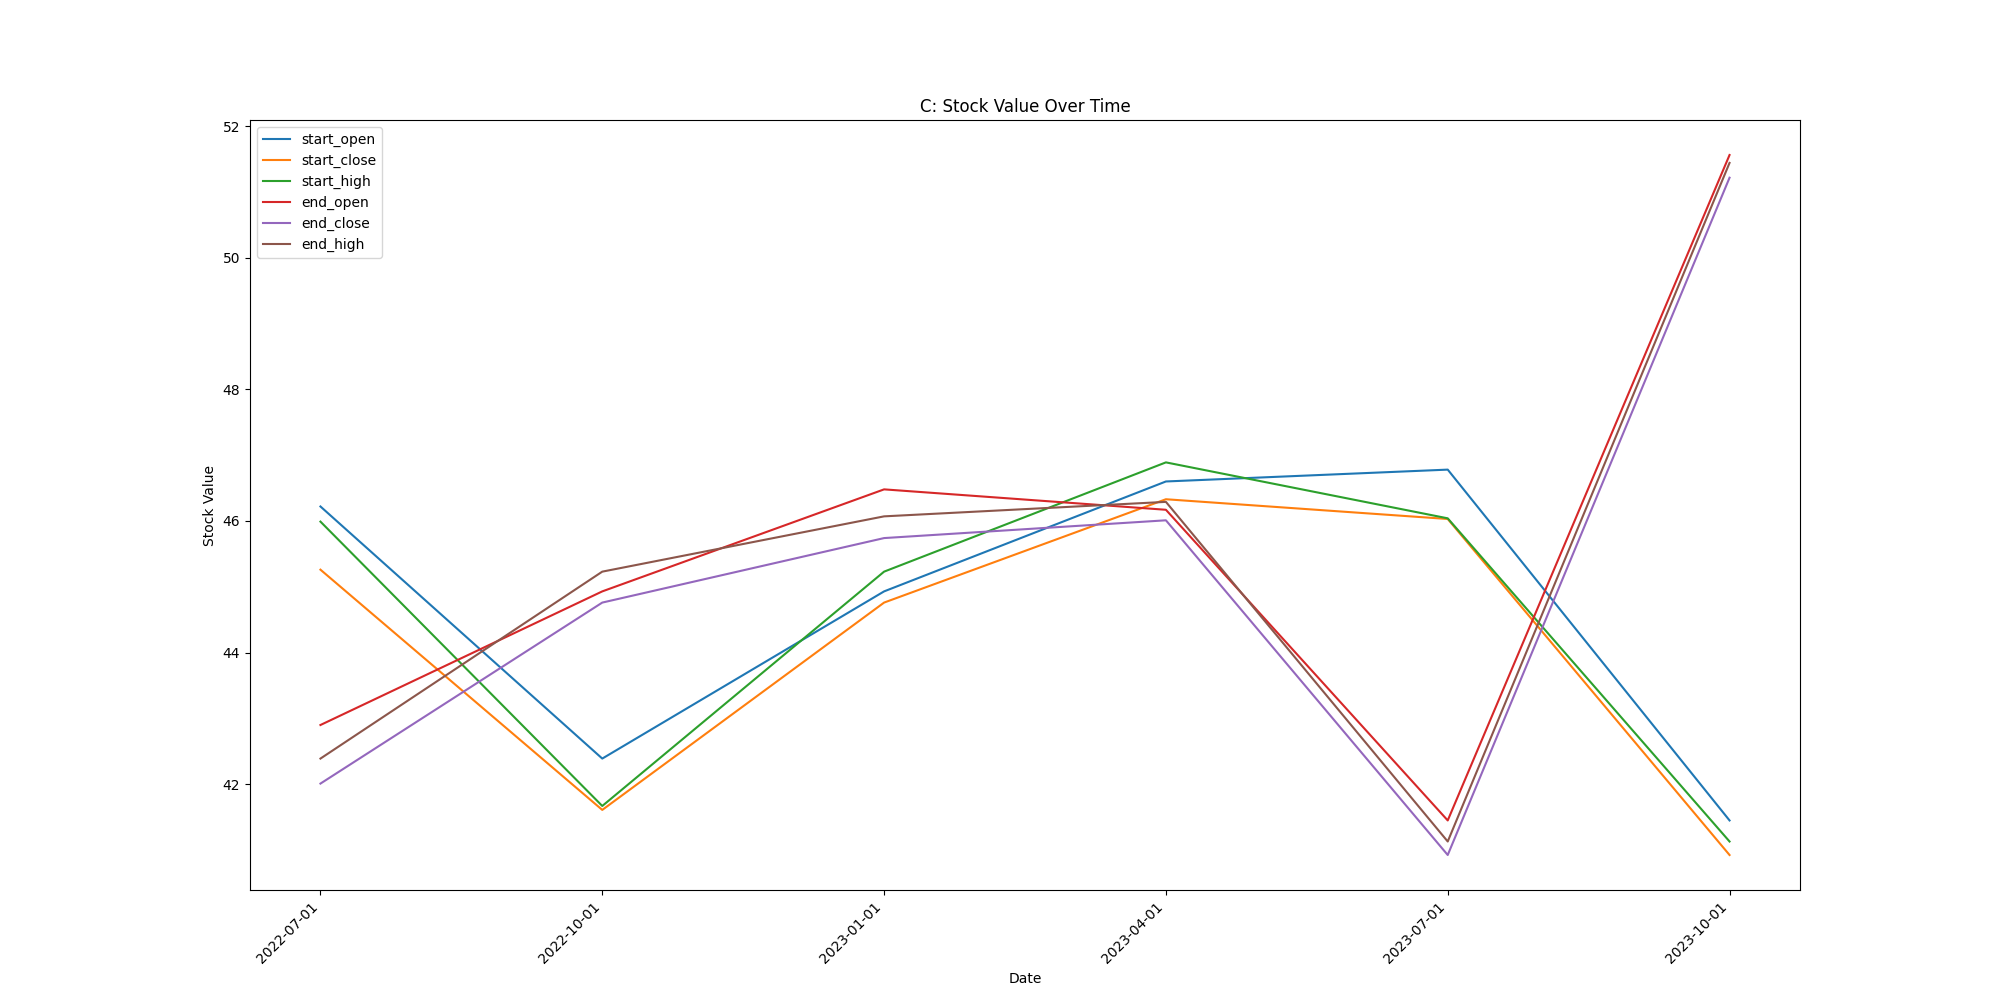 C: Stock Value Over Time
52
50
48
46
44
42
Stock Value
start_open
start_close
start_high
end_open
end_close
end_high
2022-07-01
2022-10-01
2023-01-01
2023-04-01
2023-07-01
2023-10-01
Date